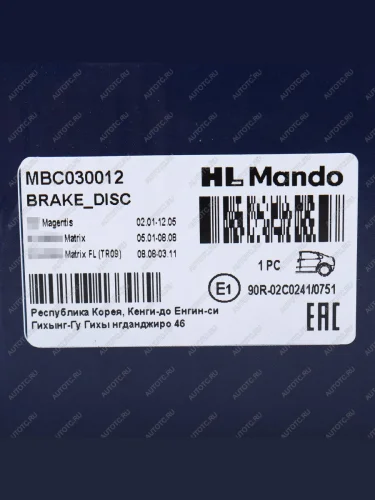 MBC030012
BRAKE_DISC
HL Mando
Magentis 02.01-12.05
Matrix 05.01-08.08
Matrix FL (TR09) 08.08-03.11
1 PC
E1
90R-02C0241/0751
EAC
Республика Корея, Кенги-до Енгин-си
Гихынг-Гу Гихы нгданджиро 46
AUTOTC.RU